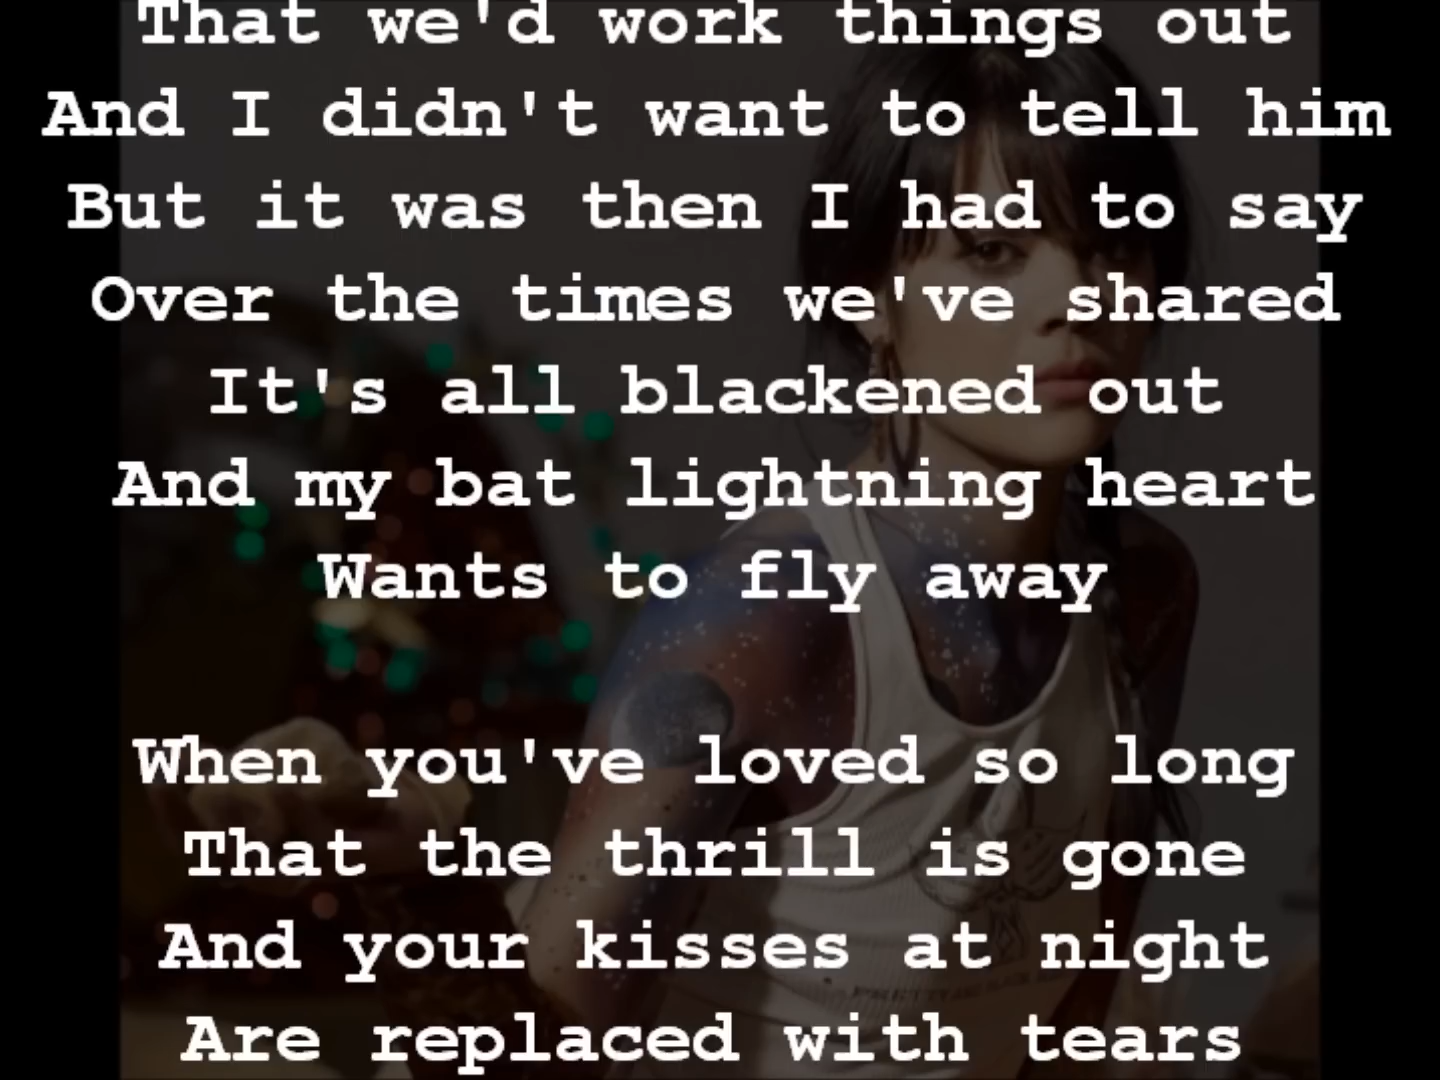 That we'd work things out
And I didn't want to tell him
But it was then I had to say
Over the times we've shared
It's all blackened out
And my bat lightning heart
Wants to fly away
When you've loved so long
That the thrill is gone
And your kisses at night
Are replaced with tears